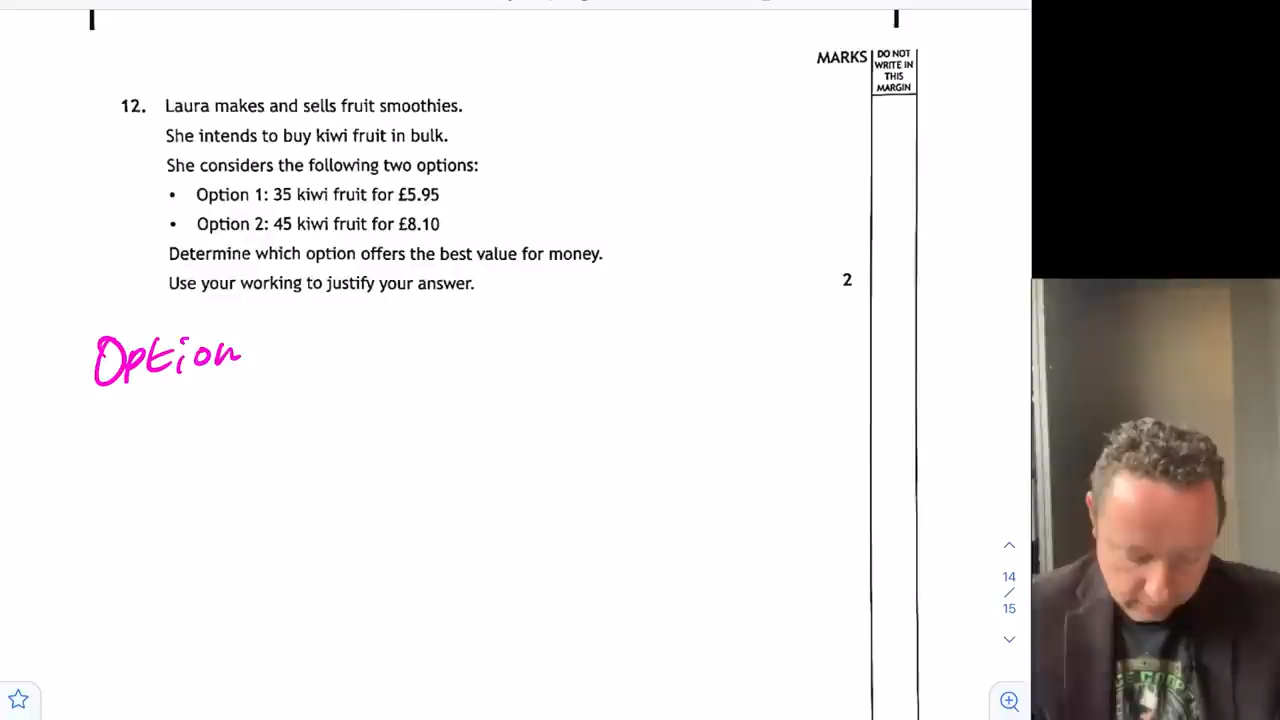 MARKS
DO NOT
WRITE IN
THIS
MARGIN
12. Laura makes and sells fruit smoothies.
She intends to buy kiwi fruit in bulk.
She considers the following two options:
• Option 1: 35 kiwi fruit for £5.95
• Option 2: 45 kiwi fruit for £8.10
Determine which option offers the best value for money.
Use your working to justify your answer.
2
Option
14
/
15